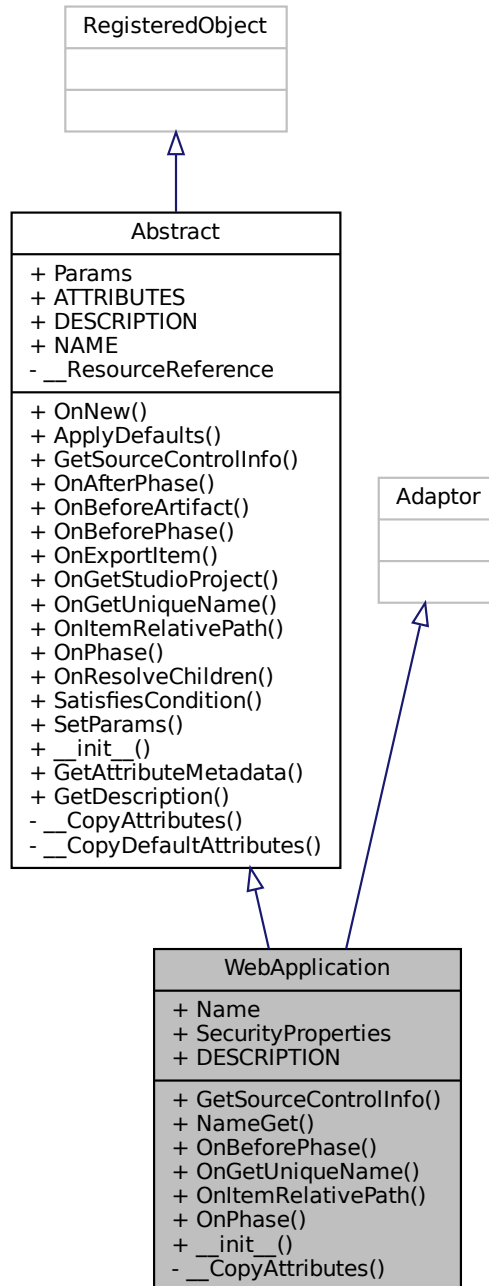 RegisteredObject
Abstract
+ Params
+ ATTRIBUTES
+ DESCRIPTION
+ NAME
- __ResourceReference
+ OnNew()
+ ApplyDefaults()
+ GetSourceControlInfo()
+ OnAfterPhase()
+ OnBeforeArtifact()
+ OnBeforePhase()
+ OnExportItem()
+ OnGetStudioProject()
+ OnGetUniqueName()
+ OnItemRelativePath()
+ OnPhase()
+ OnResolveChildren()
+ SatisfiesCondition()
+ SetParams()
+ __init__()
+ GetAttributeMetadata()
+ GetDescription()
- __CopyAttributes()
- __CopyDefaultAttributes()
Adaptor
WebApplication
+ Name
+ SecurityProperties
+ DESCRIPTION
+ GetSourceControlInfo()
+ NameGet()
+ OnBeforePhase()
+ OnGetUniqueName()
+ OnItemRelativePath()
+ OnPhase()
+ __init__()
- __CopyAttributes()